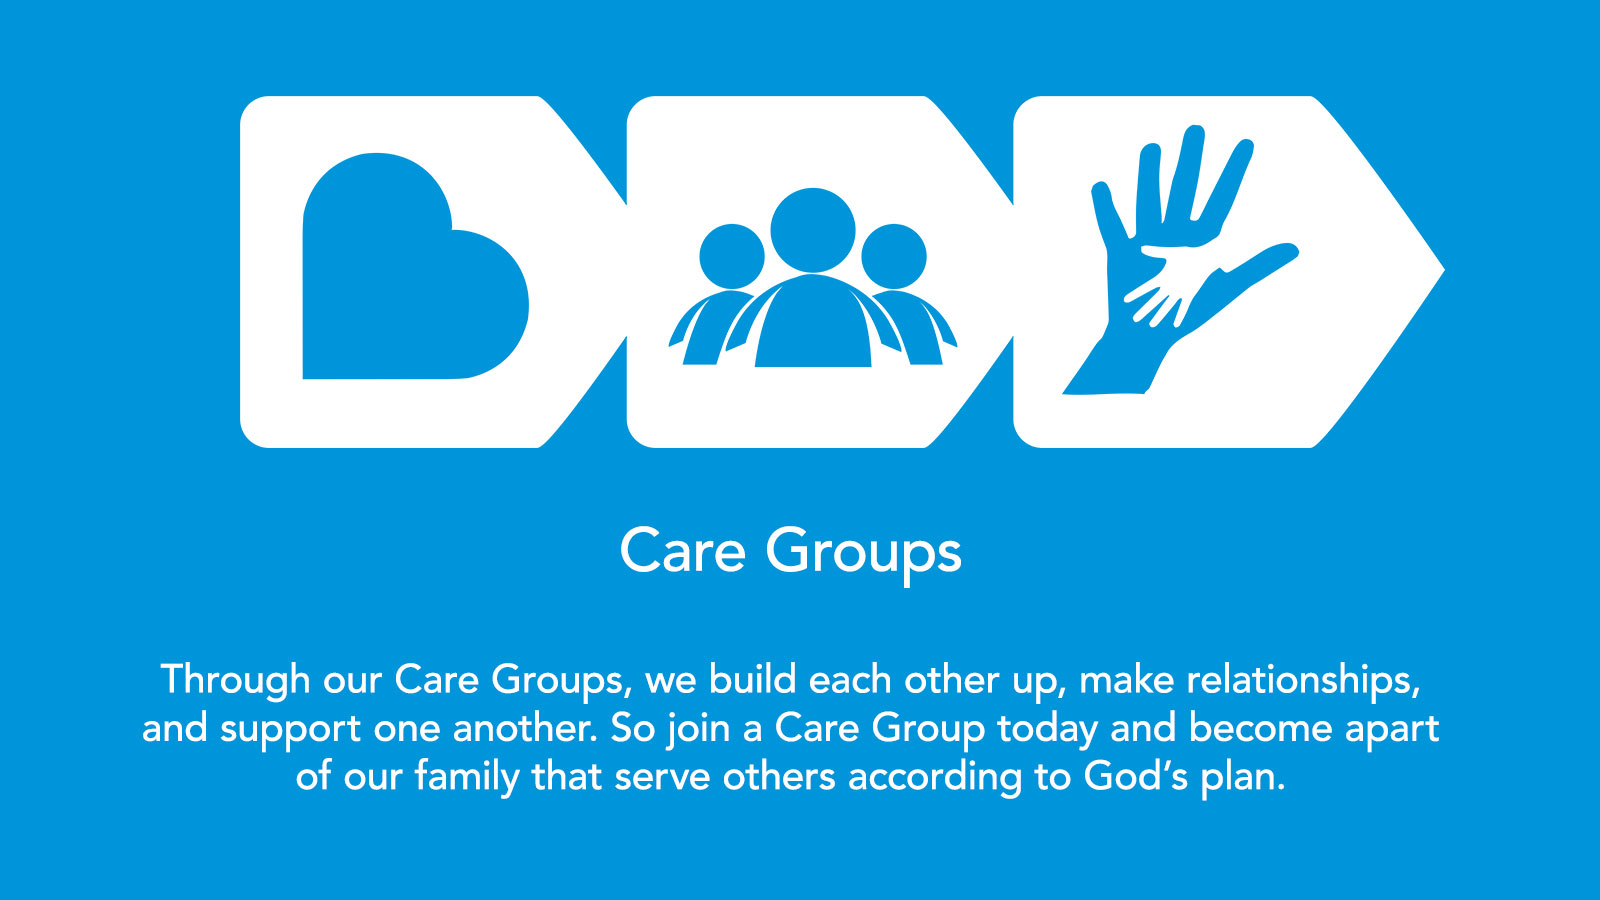 Care Groups
Through our Care Groups, we build each other up, make relationships,
and support one another. So join a Care Group today and become apart
of our family that serve others according to God’s plan.